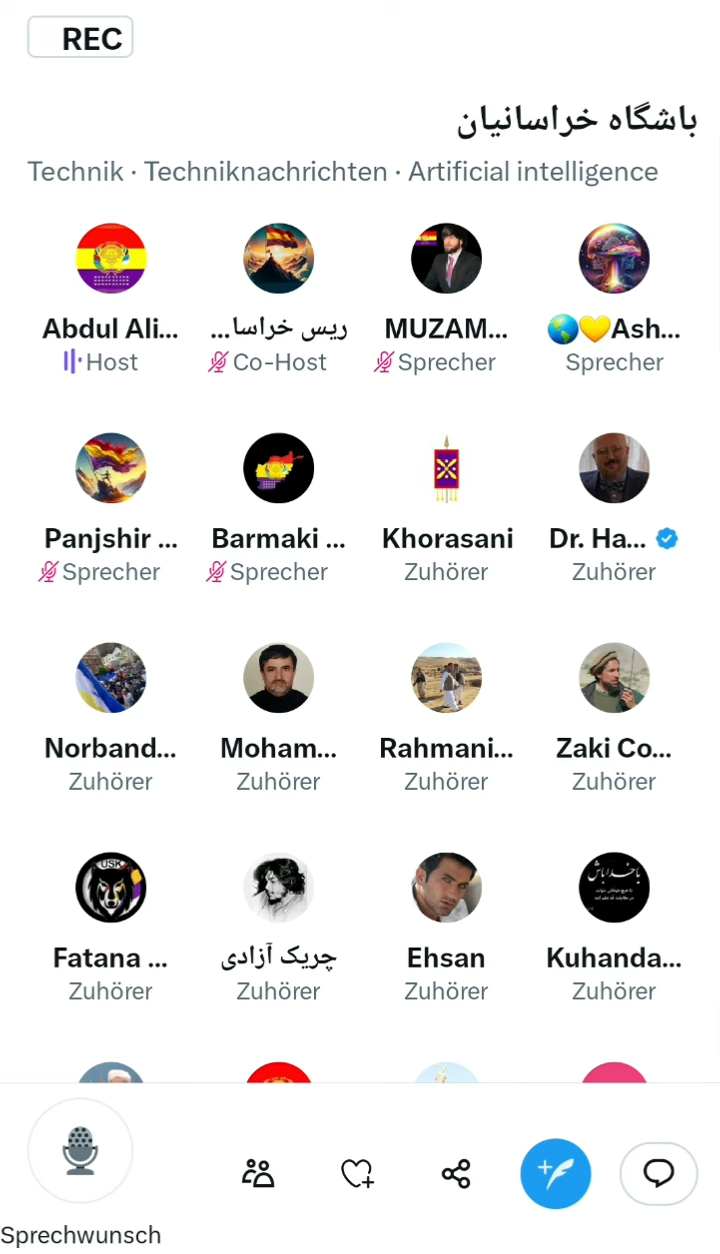 REC
باشگاه خراسانیان
Technik · Techniknachrichten · Artificial intelligence
Abdul Ali... ریس خراسا... MUZAM... 🌎💛Ash...
Host Co-Host Sprecher Sprecher
Panjshir ... Barmaki ... Khorasani Dr. Ha...
Sprecher Sprecher Zuhörer Zuhörer
Norband... Moham... Rahmani... Zaki Co...
Zuhörer Zuhörer Zuhörer Zuhörer
USK
باخداباش
Fatana ... چریک آزادی Ehsan Kuhanda...
Zuhörer Zuhörer Zuhörer Zuhörer
Sprechwunsch